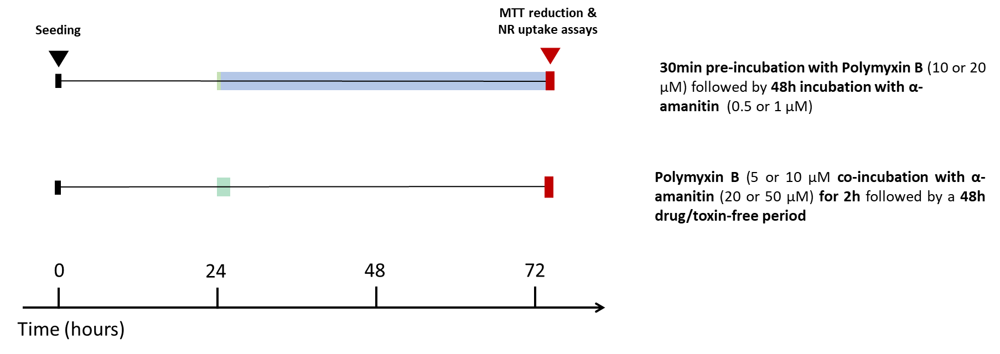 Seeding
MTT reduction &
NR uptake assays
30min pre-incubation with Polymyxin B (10 or 20
µM) followed by 48h incubation with α-
amanitin (0.5 or 1 µM)
Polymyxin B (5 or 10 µM co-incubation with α-
amanitin (20 or 50 µM) for 2h followed by a 48h
drug/toxin-free period
0 24 48 72
Time (hours)